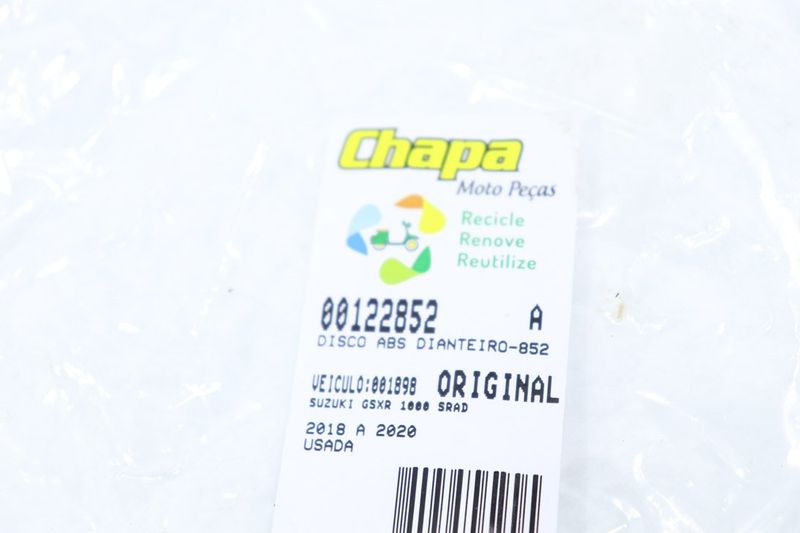 Chapa
Moto Peças
Recicle
Renove
Reutilize
00122852 A
DISCO ABS DIANTEIRO-852
VEICULO:001898 ORIGINAL
SUZUKI GSXR 1000 SRAD
2018 A 2020
USADA